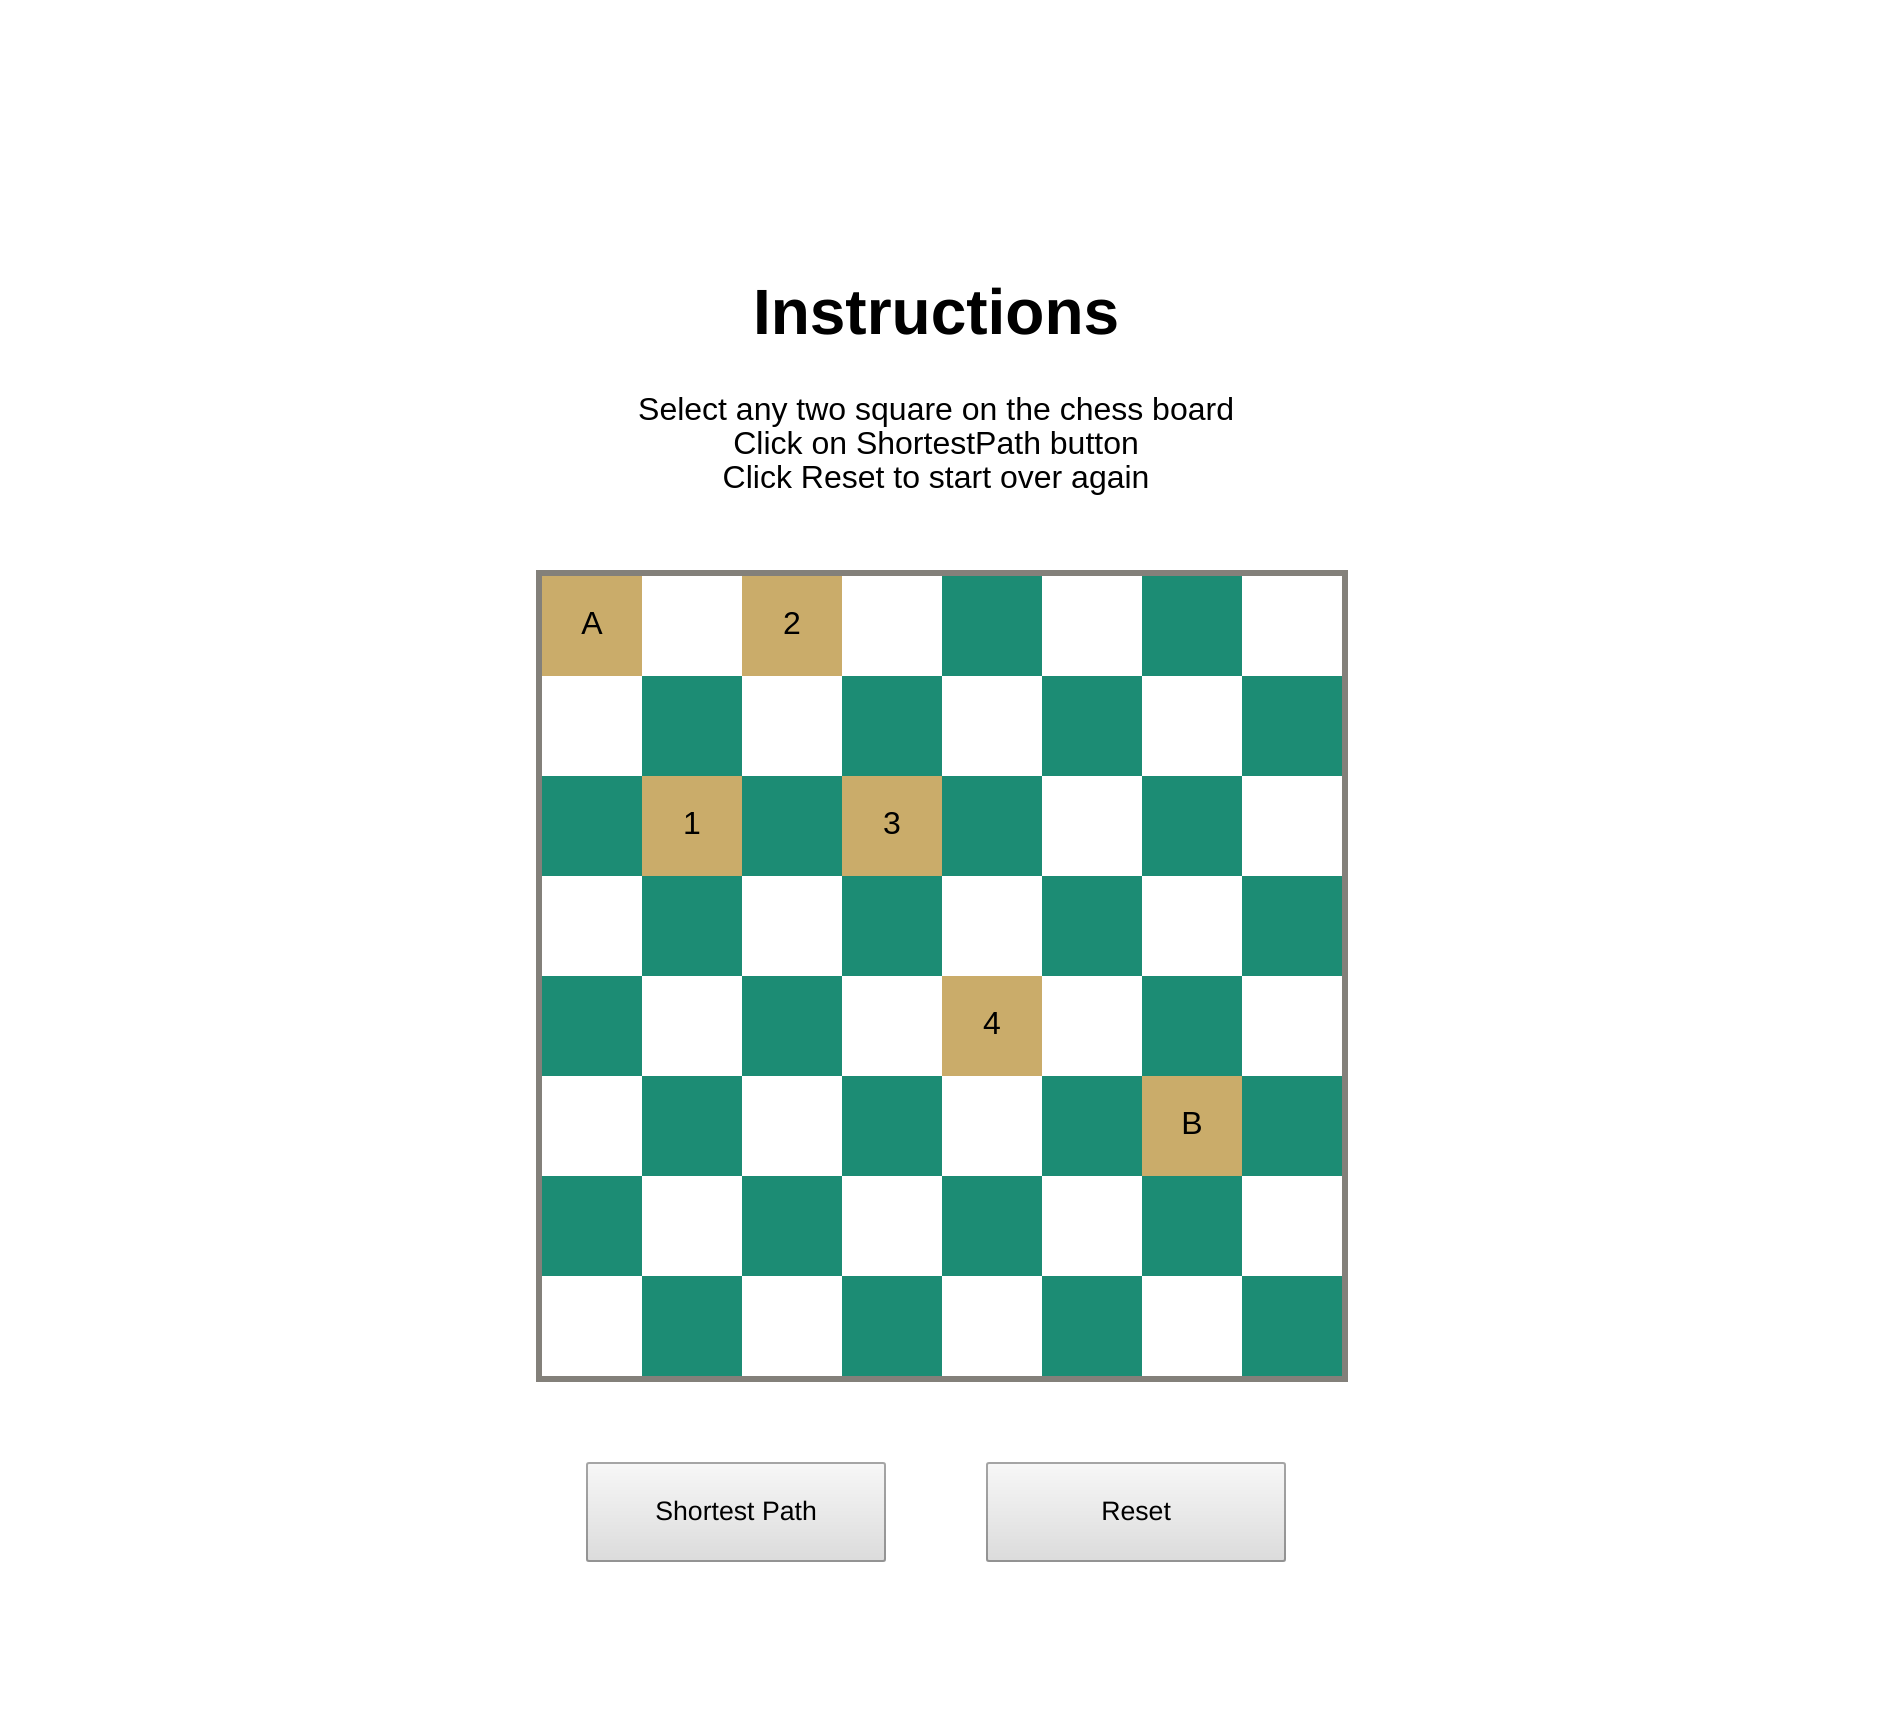 Instructions
Select any two square on the chess board
Click on ShortestPath button
Click Reset to start over again
A 2
1 3
4
B
Shortest Path
Reset